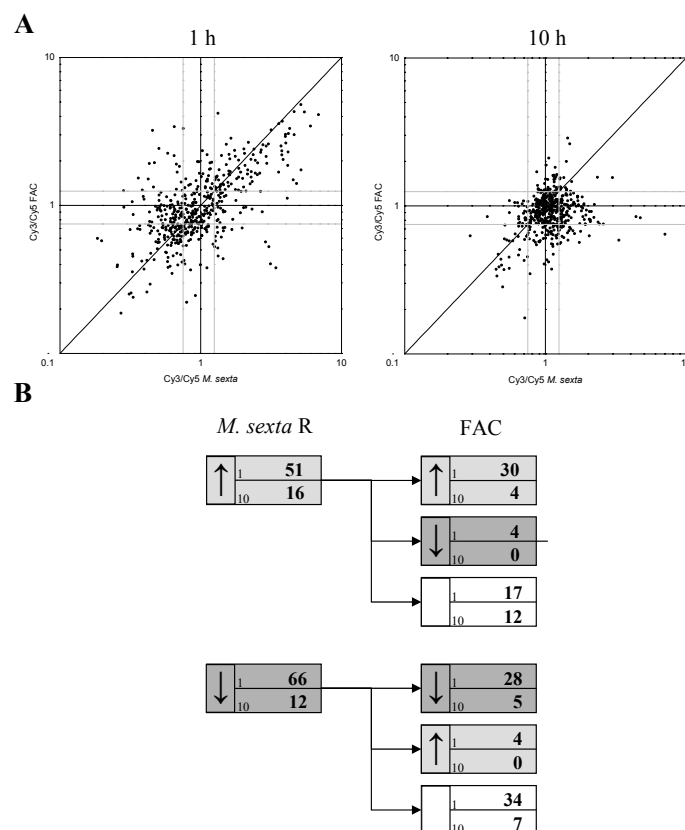 A
1 h
10 h
10
1
0.1
1
10
Cy3/Cy5 FAC
Cy3/Cy5 M. sexta
10
1
0.1
1
1
Cy3/Cy5 FAC
Cy3/Cy5 M. sexta
B
M. sexta R
FAC
↑ 1 51
10 16
↑ 1 30
10 4
↓ 1 4
10 0
1 17
10 12
↓ 1 66
10 12
↓ 1 28
10 5
↑ 1 4
10 0
1 34
10 7